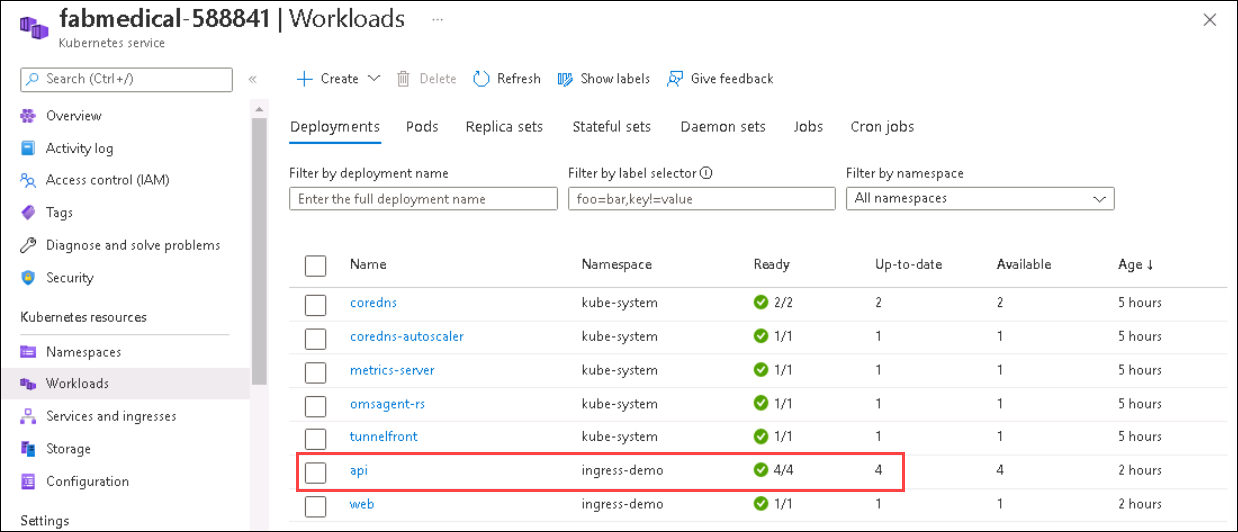 fabmedical-588841 | Workloads ...
Kubernetes service
Search (Ctrl+/)
«
Overview
Activity log
Access control (IAM)
Tags
Diagnose and solve problems
Security
Kubernetes resources
Namespaces
Workloads
Services and ingresses
Storage
Configuration
Settings
Create Delete Refresh Show labels Give feedback
Deployments Pods Replica sets Stateful sets Daemon sets Jobs Cron jobs
Filter by deployment name Filter by label selector Filter by namespace
Enter the full deployment name foo=bar,key!=value All namespaces
Name Namespace Ready Up-to-date Available Age ↓
coredns kube-system 2/2 2 2 5 hours
coredns-autoscaler kube-system 1/1 1 1 5 hours
metrics-server kube-system 1/1 1 1 5 hours
omsagent-rs kube-system 1/1 1 1 5 hours
tunnelfront kube-system 1/1 1 1 5 hours
api ingress-demo 4/4 4 4 2 hours
web ingress-demo 1/1 1 1 2 hours